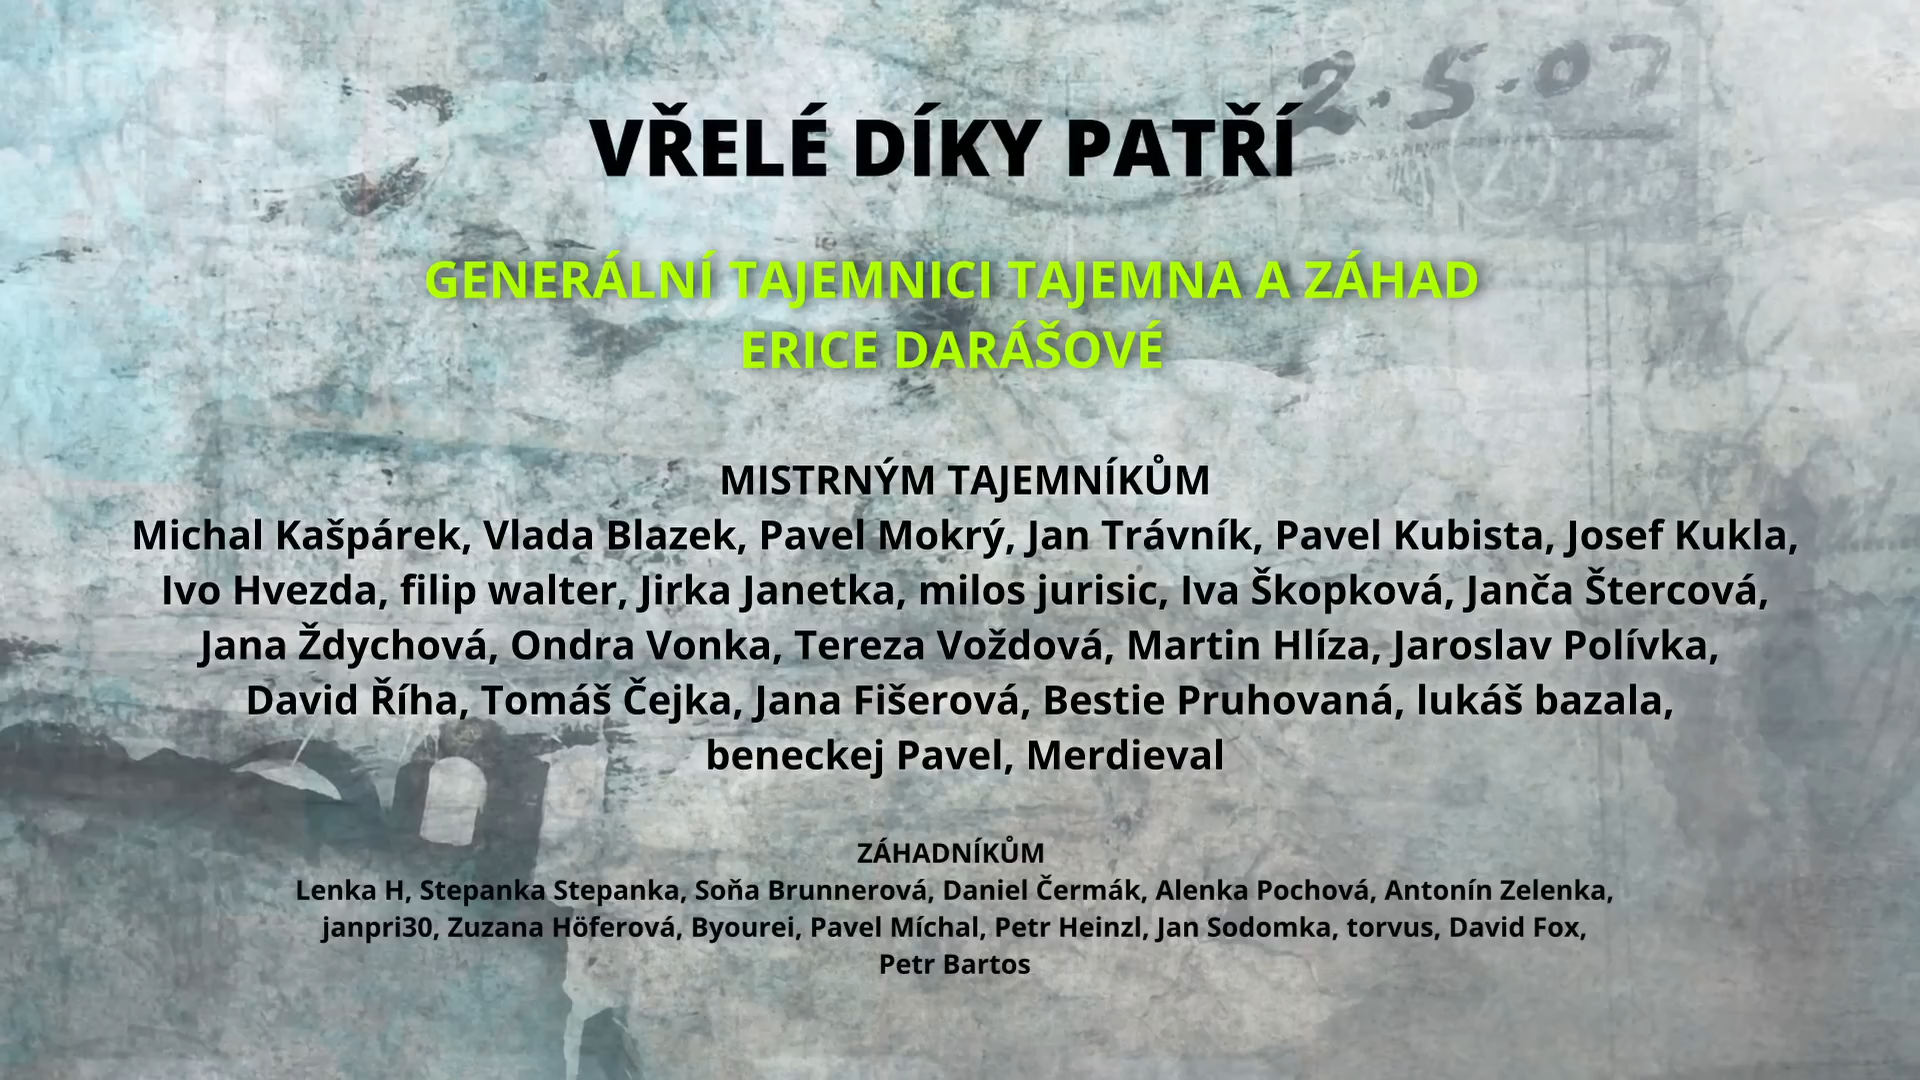 2.5.07
VŘELÉ DÍKY PATŘÍ
GENERÁLNÍ TAJEMNICI TAJEMNA A ZÁHAD
ERICE DARÁŠOVÉ
MISTRNÝM TAJEMNÍKŮM
Michal Kašpárek, Vlada Blazek, Pavel Mokrý, Jan Trávník, Pavel Kubista, Josef Kukla,
Ivo Hvezda, filip walter, Jirka Janetka, milos jurisic, Iva Škopková, Janča Štercová,
Jana Ždychová, Ondra Vonka, Tereza Voždová, Martin Hlíza, Jaroslav Polívka,
David Říha, Tomáš Čejka, Jana Fišerová, Bestie Pruhovaná, lukáš bazala,
beneckej Pavel, Merdieval
ZÁHADNÍKŮM
Lenka H, Stepanka Stepanka, Soňa Brunnerová, Daniel Čermák, Alenka Pochová, Antonín Zelenka,
janpri30, Zuzana Höferová, Byourei, Pavel Míchal, Petr Heinzl, Jan Sodomka, torvus, David Fox,
Petr Bartos